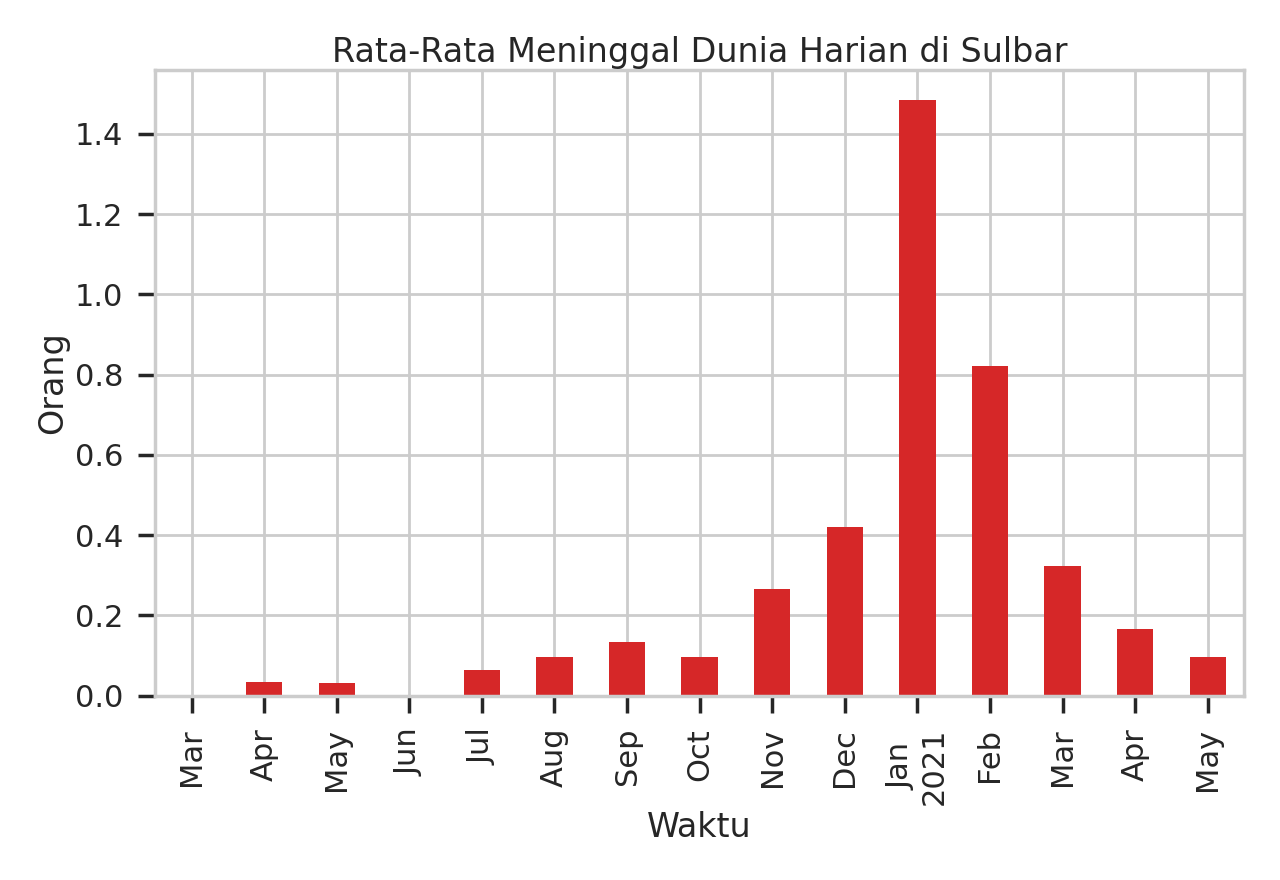 Rata-Rata Meninggal Dunia Harian di Sulbar
Orang
1.4
1.2
1.0
0.8
0.6
0.4
0.2
0.0
Mar
Apr
May
Jun
Jul
Aug
Sep
Oct
Nov
Dec
Jan
2021
Feb
Mar
Apr
May
Waktu